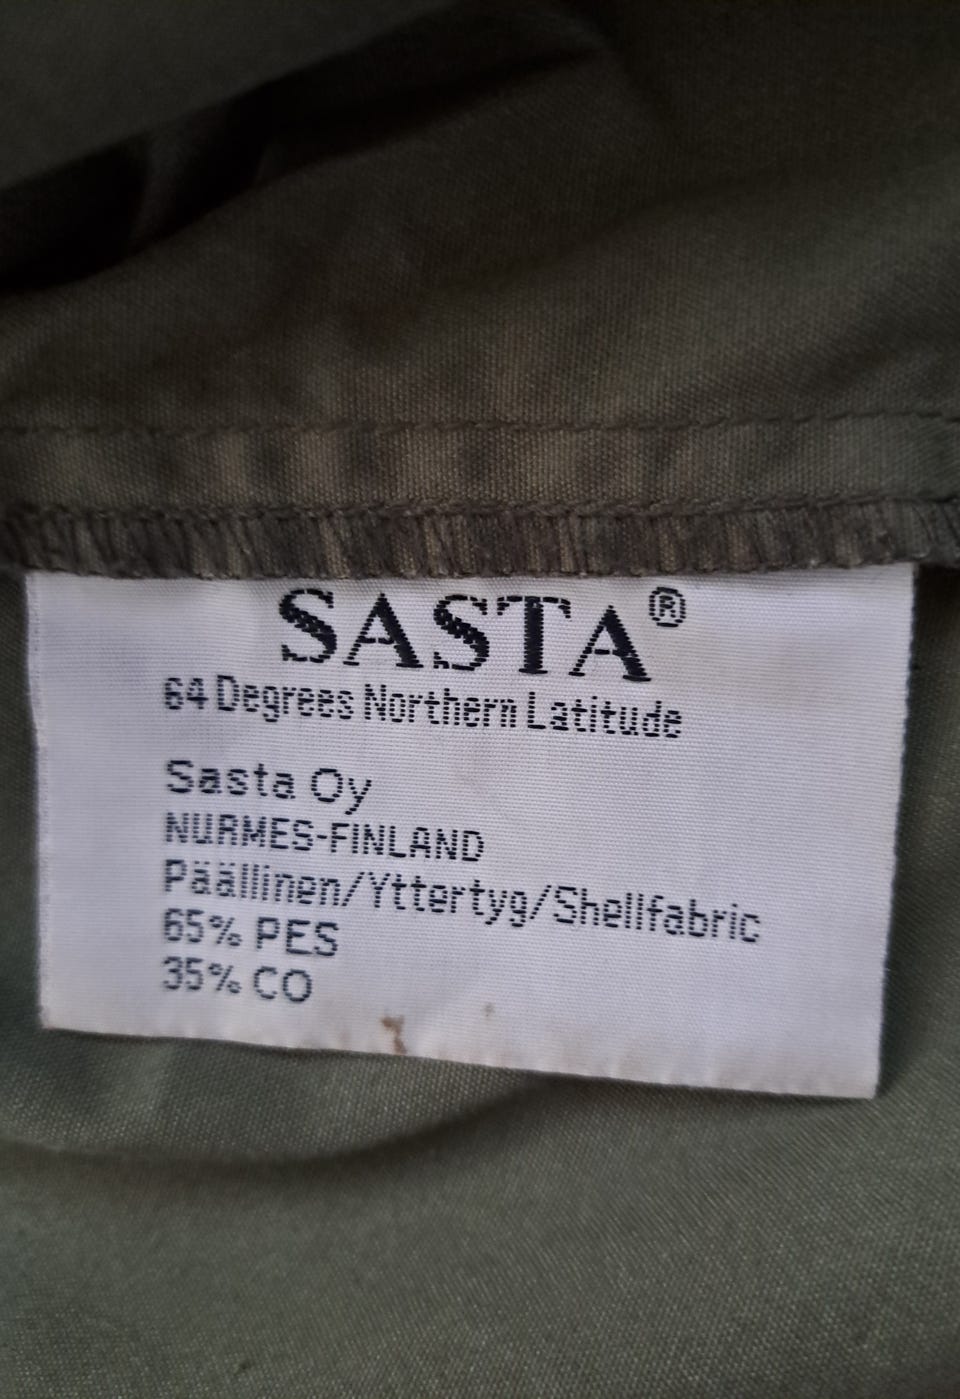 SASTA®
64 Degrees Northern Latitude
Sasta Oy
NURMES-FINLAND
Päällinen/Yttertyg/Shellfabric
65% PES
35% CO